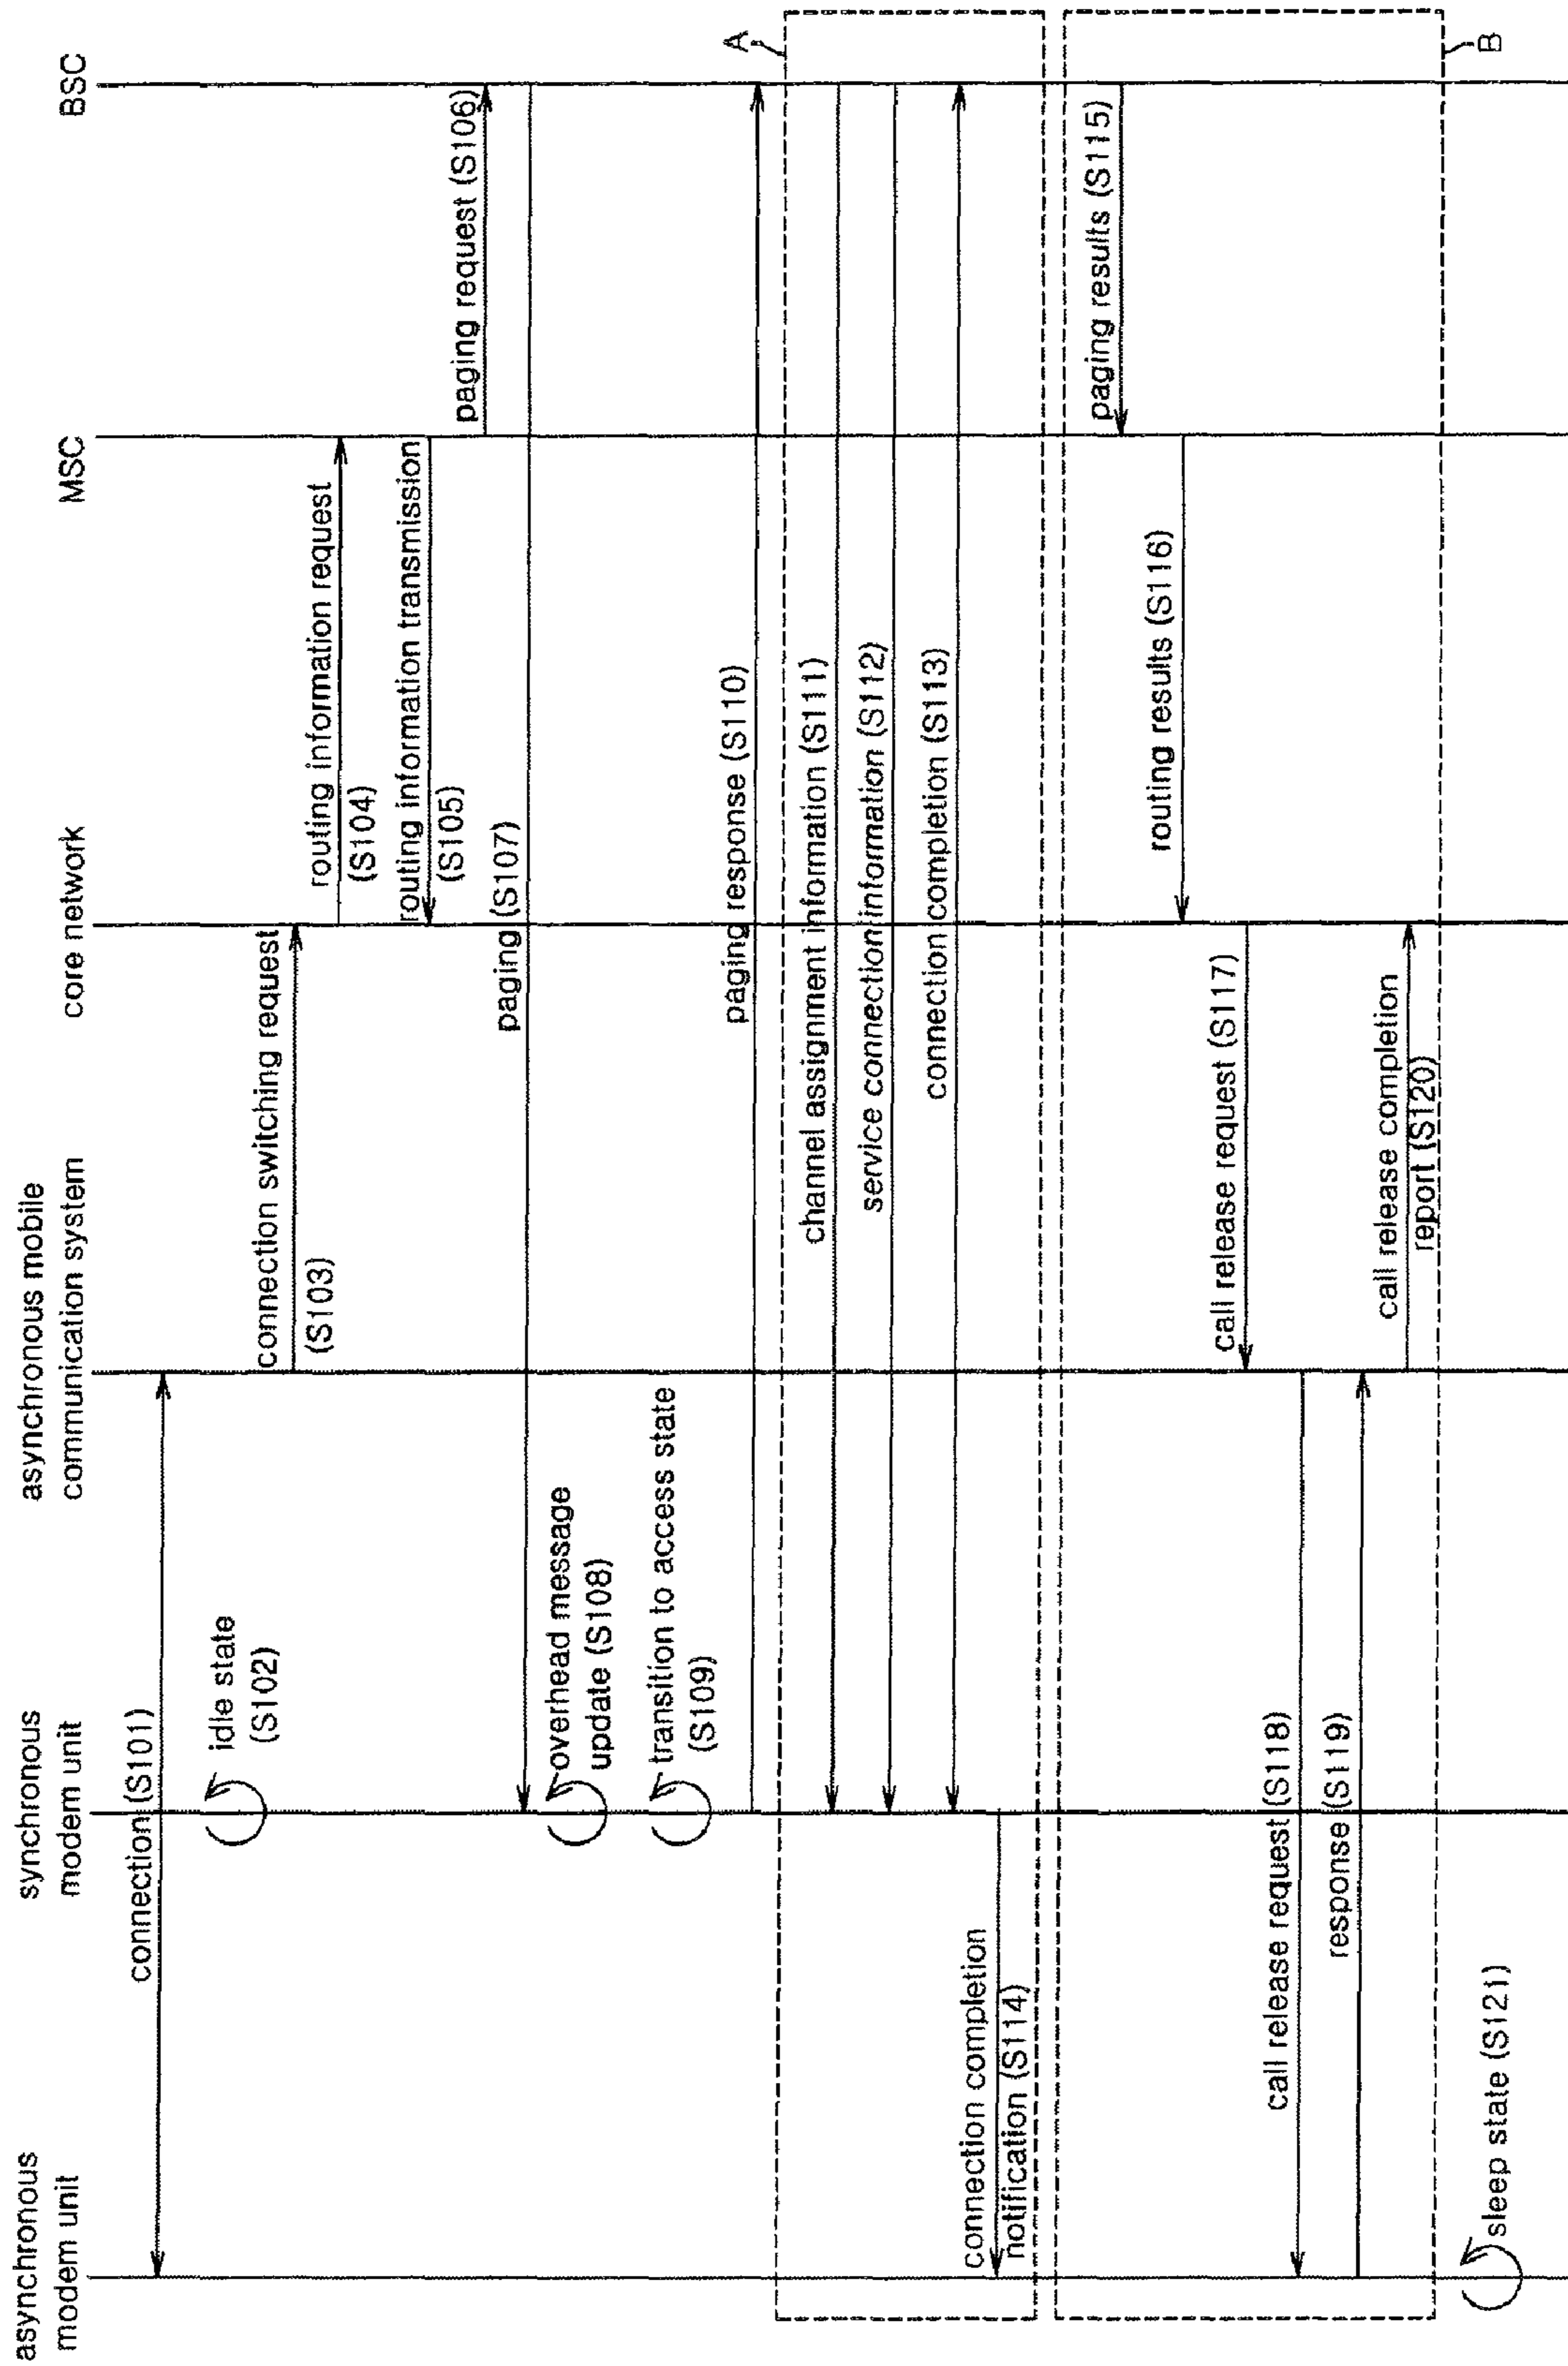 asynchronous
modem unit
synchronous
modem unit
asynchronous mobile
communication system
core network
MSC
BSC
connection (S101)
idle state
(S102)
connection switching request
(S103)
routing information request
(S104)
routing information transmission
(S105)
paging request (S106)
paging (S107)
overhead message
update (S108)
transition to access state
(S109)
paging response (S110)
A
channel assignment information (S111)
service connection information (S112)
connection completion (S113)
connection completion
notification (S114)
paging results (S115)
routing results (S116)
call release request (S117)
call release request (S118)
response (S119)
call release completion
report (S120)
B
sleep state (S121)